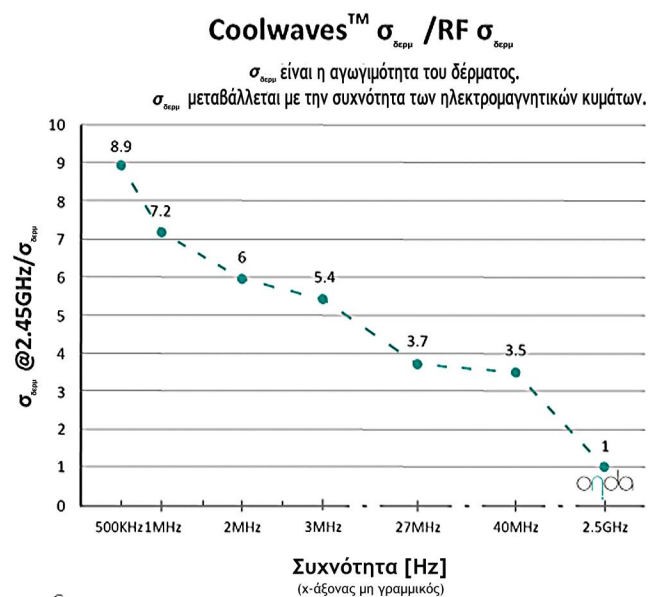 Coolwaves™ σδερμ /RF σδερμ
σδερμ είναι η αγωγιμότητα του δέρματος.
σδερμ μεταβάλλεται με την συχνότητα των ηλεκτρομαγνητικών κυμάτων.
10
9
8
7
6
5
4
3
2
1
0
σδερμ @2.45GHz/σδερμ
8.9
7.2
6
5.4
3.7
3.5
1
onda
500KHz 1MHz 2MHz 3MHz 27MHz 40MHz 2.5GHz
Συχνότητα [Hz]
(x-άξονας μη γραμμικός)